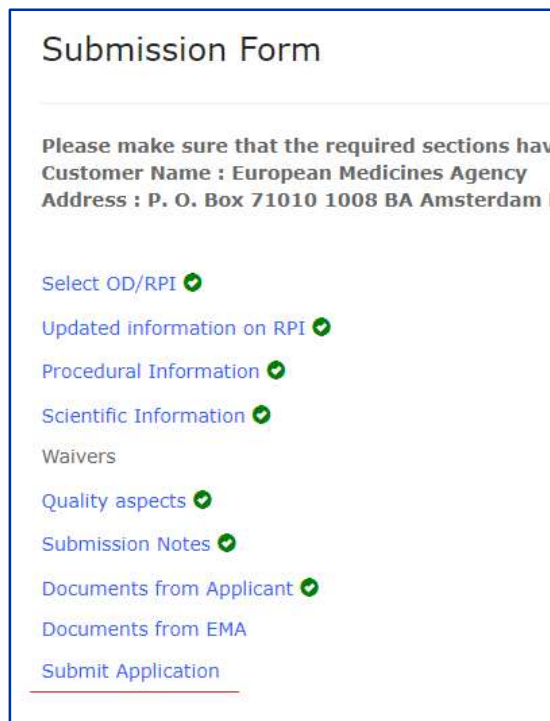 Submission Form
Please make sure that the required sections
Customer Name : European Medicines Agency
Address : P. O. Box 71010 1008 BA Amsterdam
Select OD/RPI
Updated information on RPI
Procedural Information
Scientific Information
Waivers
Quality aspects
Submission Notes
Documents from Applicant
Documents from EMA
Submit Application